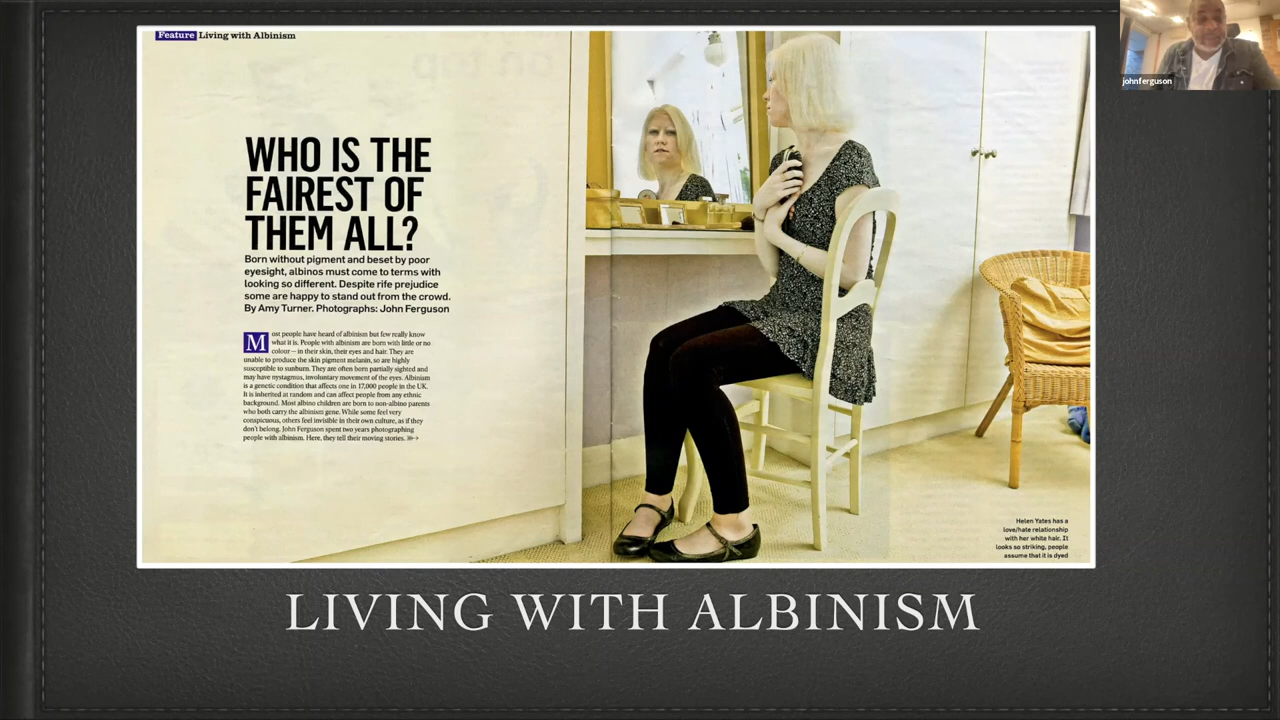 Feature Living with Albinism
WHO IS THE
FAIREST OF
THEM ALL?
Born without pigment and beset by poor
eyesight, albinos must come to terms with
looking so different. Despite rife prejudice
some are happy to stand out from the crowd.
By Amy Turner. Photographs: John Ferguson
Most people have heard of albinism but few really know
what it is. People with albinism are born with little or no
colour – in their skin, their eyes and hair. They are
unable to produce the skin pigment melanin, so are highly
susceptible to sunburn. They are often born partially sighted and
may have nystagmus, involuntary movement of the eyes. Albinism
is a genetic condition that affects one in 17,000 people in the UK.
It is inherited at random and can affect people from any ethnic
background. Most albino children are born to non-albino parents
who both carry the albinism gene. While some feel very
conspicuous, others feel invisible in their own culture, as if they
don't belong. John Ferguson spent two years photographing
people with albinism. Here, they tell their moving stories.
Helen Yates has a
love/hate relationship
with her white hair. It
looks so striking, people
assume that it is dyed
LIVING WITH ALBINISM
johnferguson